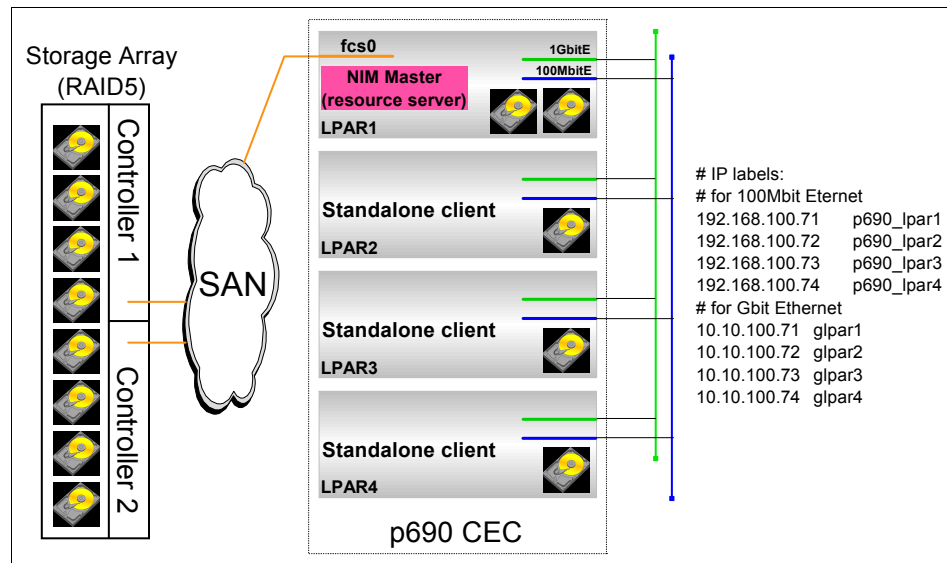 Storage Array
(RAID5)
Controller 1
Controller 2
SAN
fcs0
1GbitE
100MbitE
NIM Master
(resource server)
LPAR1
Standalone client
LPAR2
Standalone client
LPAR3
Standalone client
LPAR4
p690 CEC
# IP labels:
# for 100Mbit Eternet
192.168.100.71 p690_lpar1
192.168.100.72 p690_lpar2
192.168.100.73 p690_lpar3
192.168.100.74 p690_lpar4
# for Gbit Ethernet
10.10.100.71 glpar1
10.10.100.72 glpar2
10.10.100.73 glpar3
10.10.100.74 glpar4